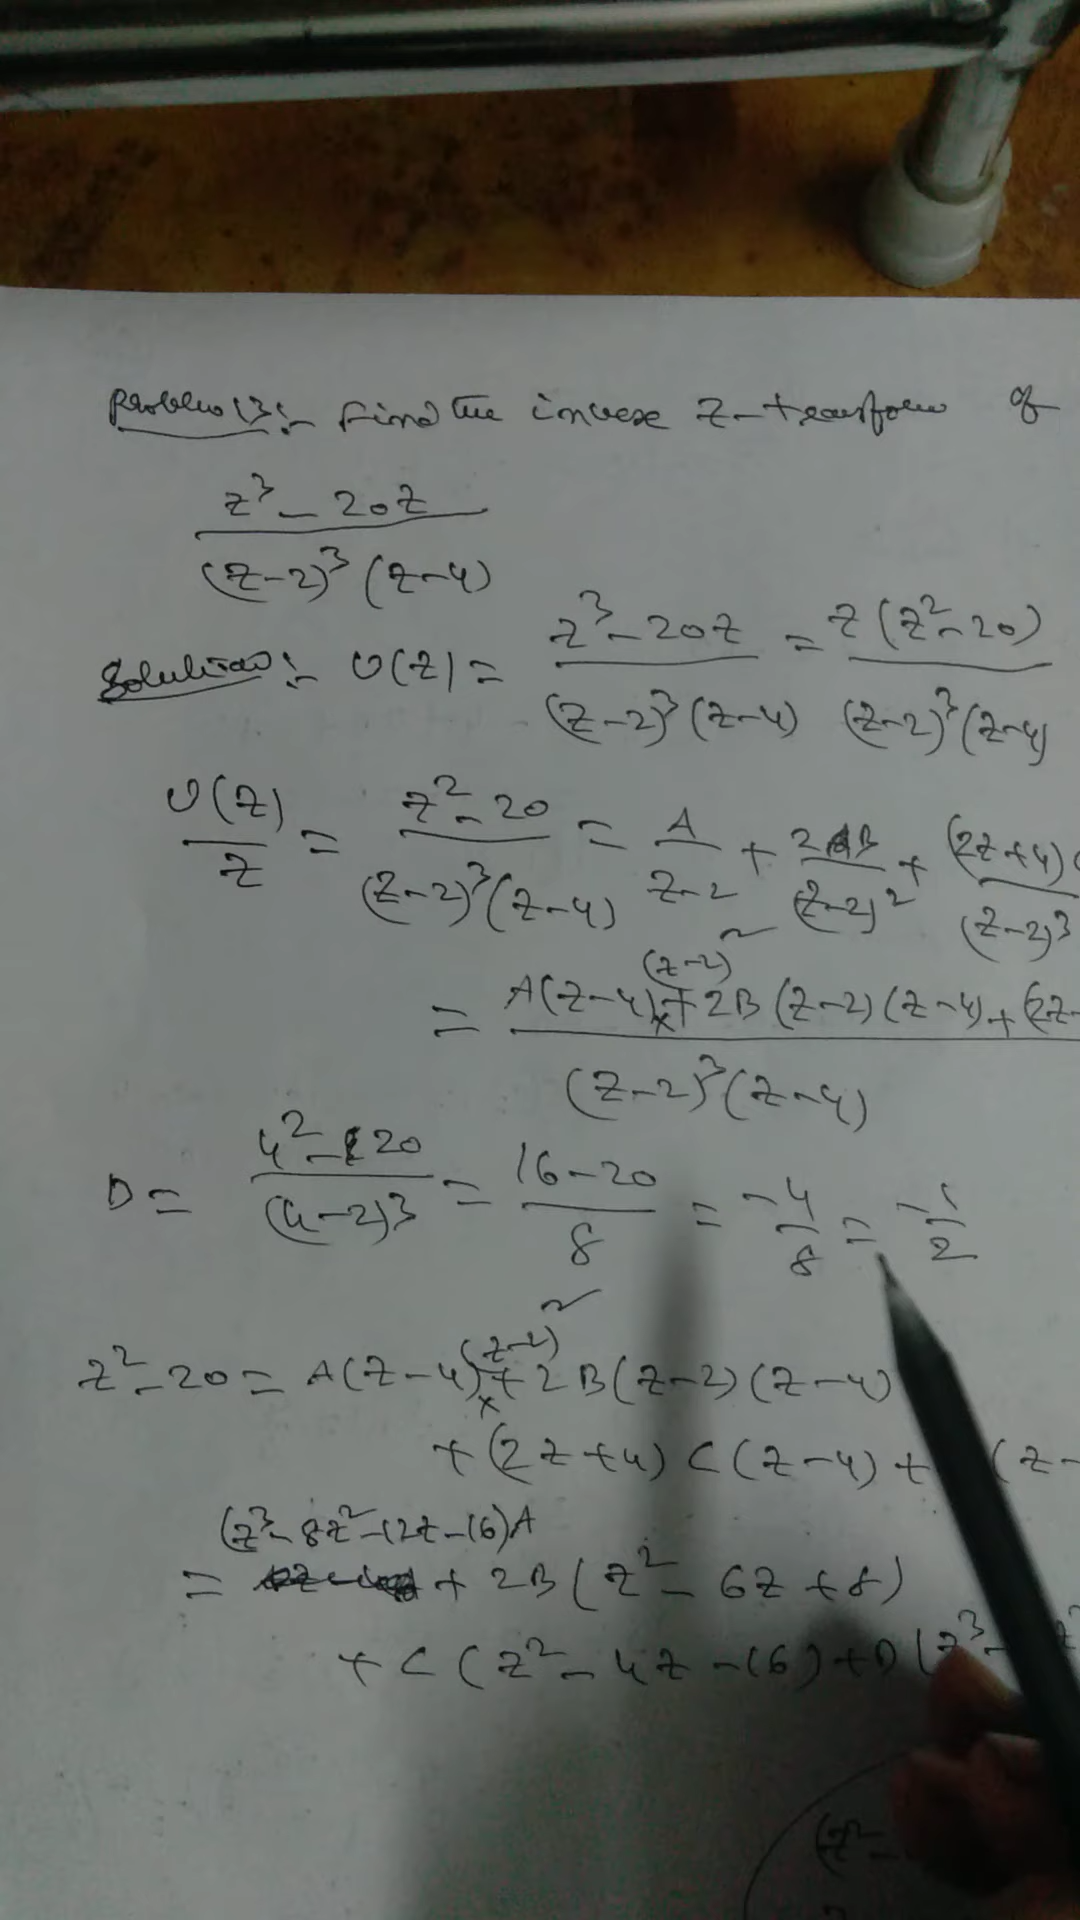 Problem 13:- Find the inverse z-transform of
z³ - 20z / (z-2)³ (z-4)
Solution:- U(z) = z³ - 20z / (z-2)³ (z-4) = z(z² - 20) / (z-2)³ (z-4)
U(z) / z = z² - 20 / (z-2)³ (z-4) = A / z-2 + 2B / (z-2)² + (2z+4) / (z-2)³
(z-2)²
= A(z-4) + 2B (z-2) (z-4) + (2z- / (z-2)³ (z-4)
D = 4² - 20 / (4-2)³ = 16-20 / 8 = -4 / 8 = -1 / 2
(z-2)²
z² - 20 = A(z-4) + 2B(z-2)(z-4)
+ (2z+4) C(z-4) + (z-
(z³ - 8z² - 12z - 16)A
= + 2B(z² - 6z + 8)
+ C(z² - 4z - 16) + D(z³ -
(z² -